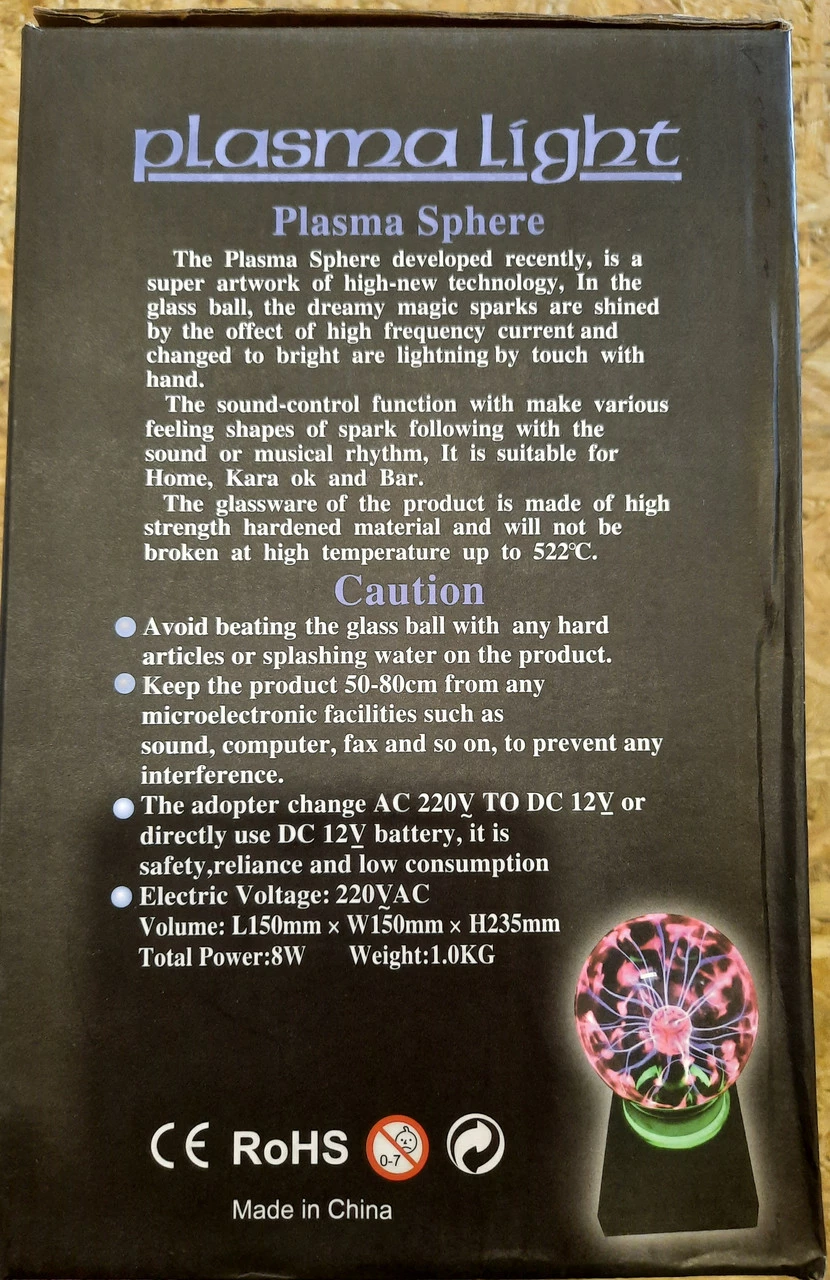 plasma light
Plasma Sphere
The Plasma Sphere developed recently, is a
super artwork of high-new technology, In the
glass ball, the dreamy magic sparks are shined
by the offect of high frequency current and
changed to bright are lightning by touch with
hand.
The sound-control function with make various
feeling shapes of spark following with the
sound or musical rhythm, It is suitable for
Home, Kara ok and Bar.
The glassware of the product is made of high
strength hardened material and will not be
broken at high temperature up to 522℃.
Caution
Avoid beating the glass ball with any hard
articles or splashing water on the product.
Keep the product 50-80cm from any
microelectronic facilities such as
sound, computer, fax and so on, to prevent any
interference.
The adopter change AC 220V TO DC 12V or
directly use DC 12V battery, it is
safety,reliance and low consumption
Electric Voltage: 220VAC
Volume: L150mm × W150mm × H235mm
Total Power:8W Weight:1.0KG
CE RoHS 0-7
Made in China